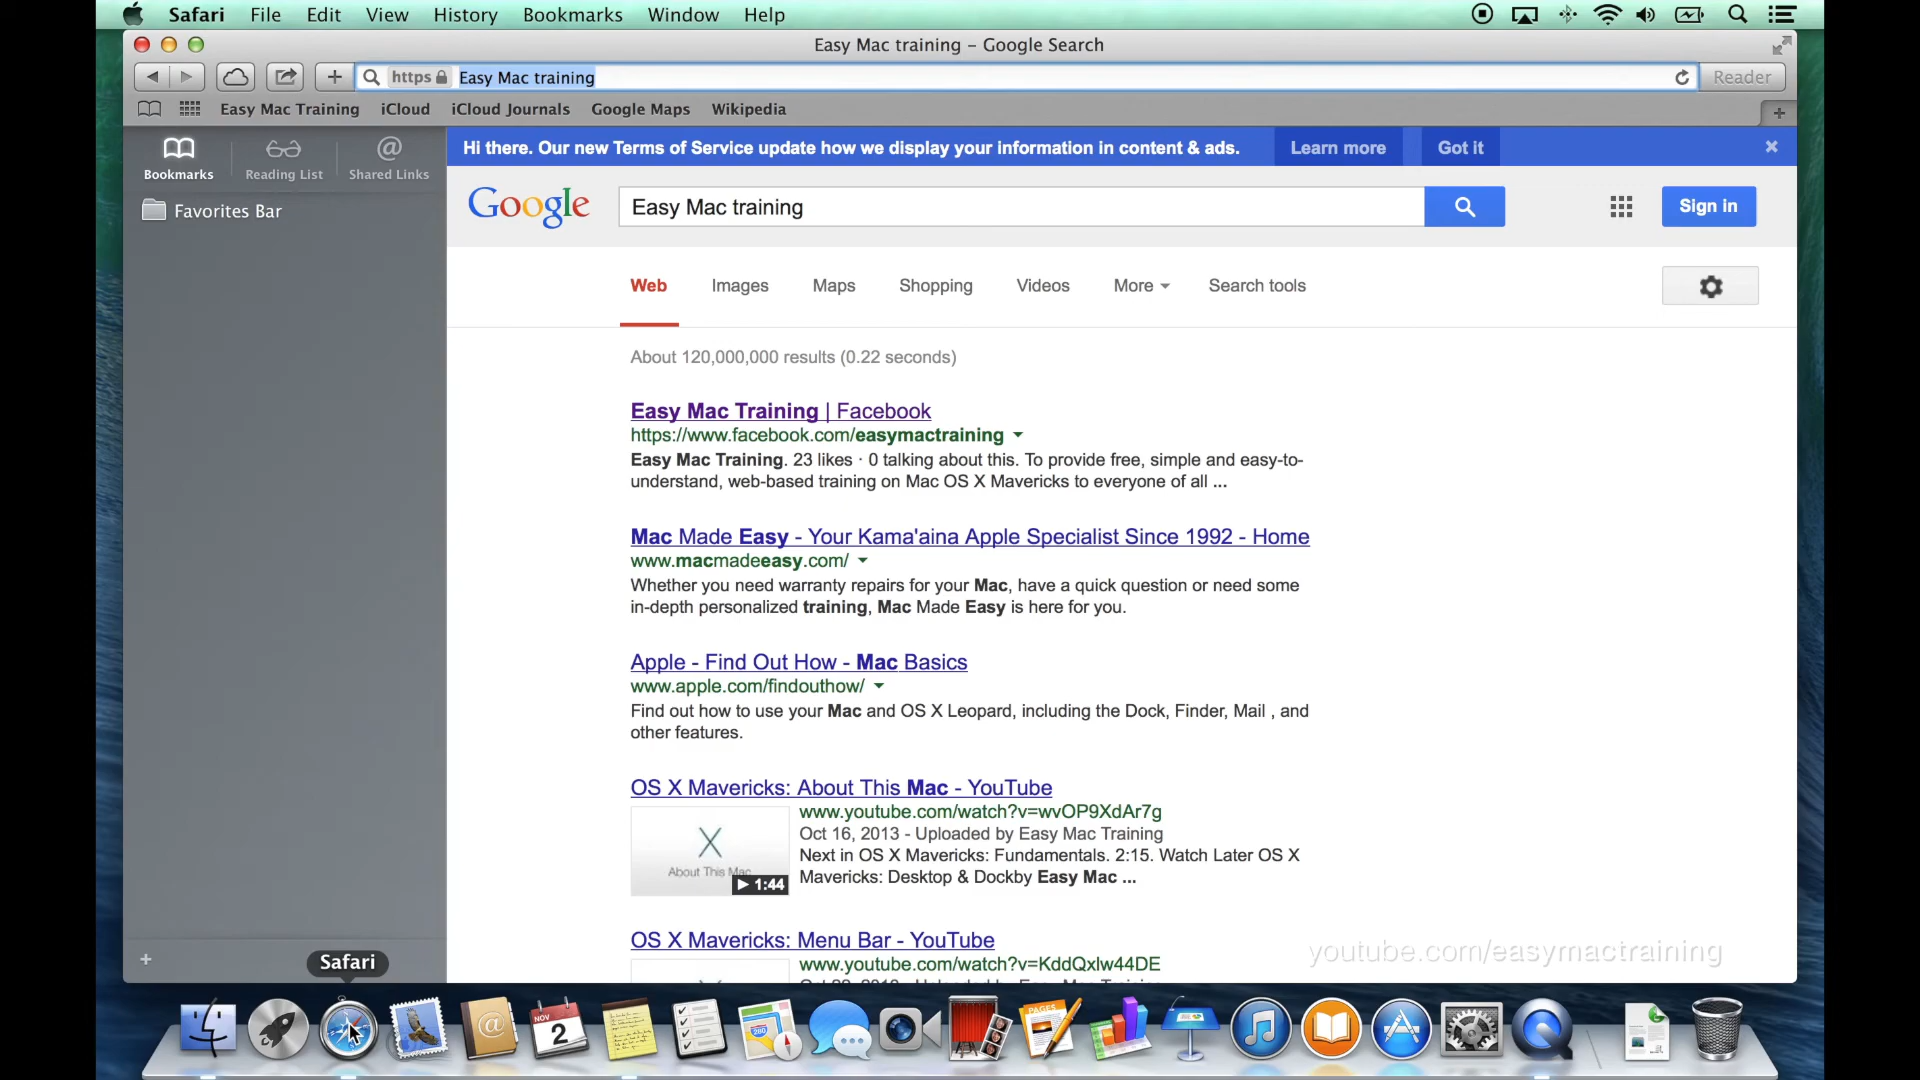 Safari File Edit View History Bookmarks Window Help
Easy Mac training – Google Search
https Easy Mac training Reader
Easy Mac Training iCloud iCloud Journals Google Maps Wikipedia
Bookmarks Reading List Shared Links
Favorites Bar
Hi there. Our new Terms of Service update how we display your information in content & ads. Learn more Got it
Google Easy Mac training Sign in
Web Images Maps Shopping Videos More Search tools
About 120,000,000 results (0.22 seconds)
Easy Mac Training | Facebook
https://www.facebook.com/easymactraining
Easy Mac Training. 23 likes · 0 talking about this. To provide free, simple and easy-to-
understand, web-based training on Mac OS X Mavericks to everyone of all ...
Mac Made Easy - Your Kama'aina Apple Specialist Since 1992 - Home
www.macmadeeasy.com/
Whether you need warranty repairs for your Mac, have a quick question or need some
in-depth personalized training, Mac Made Easy is here for you.
Apple - Find Out How - Mac Basics
www.apple.com/findouthow/
Find out how to use your Mac and OS X Leopard, including the Dock, Finder, Mail , and
other features.
OS X Mavericks: About This Mac - YouTube
www.youtube.com/watch?v=wvOP9XdAr7g
Oct 16, 2013 - Uploaded by Easy Mac Training
Next in OS X Mavericks: Fundamentals. 2:15. Watch Later OS X
Mavericks: Desktop & Dockby Easy Mac ...
About This Mac
1:44
OS X Mavericks: Menu Bar - YouTube
www.youtube.com/watch?v=KddQxlw44DE
youtube.com/easymactraining
Safari
NOV
2
280
PAGES